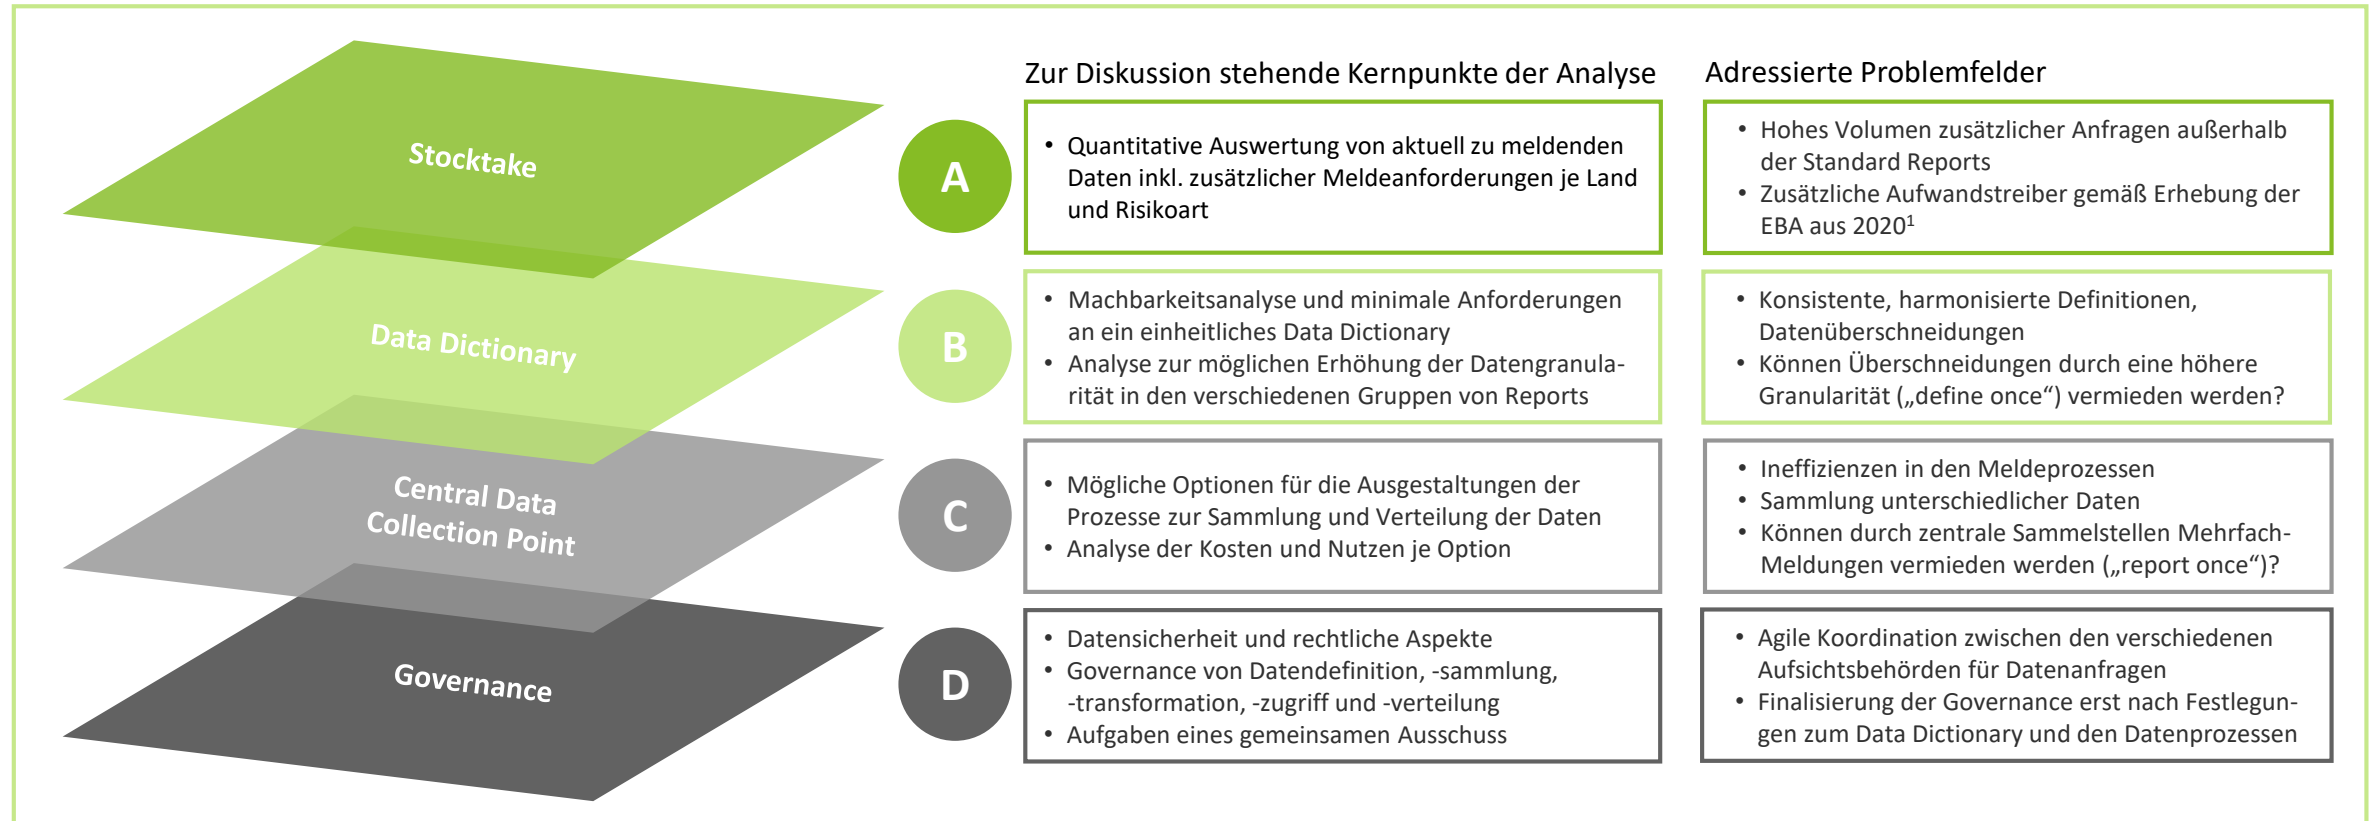 Zur Diskussion stehende Kernpunkte der Analyse
Adressierte Problemfelder
Stocktake
A
• Quantitative Auswertung von aktuell zu meldenden
Daten inkl. zusätzlicher Meldeanforderungen je Land
und Risikoart
• Hohes Volumen zusätzlicher Anfragen außerhalb
der Standard Reports
• Zusätzliche Aufwandstreiber gemäß Erhebung der
EBA aus 2020¹
Data Dictionary
B
• Machbarkeitsanalyse und minimale Anforderungen
an ein einheitliches Data Dictionary
• Analyse zur möglichen Erhöhung der Datengranula-
rität in den verschiedenen Gruppen von Reports
• Konsistente, harmonisierte Definitionen,
Datenüberschneidungen
• Können Überschneidungen durch eine höhere
Granularität („define once“) vermieden werden?
Central Data
Collection Point
C
• Mögliche Optionen für die Ausgestaltungen der
Prozesse zur Sammlung und Verteilung der Daten
• Analyse der Kosten und Nutzen je Option
• Ineffizienzen in den Meldeprozessen
• Sammlung unterschiedlicher Daten
• Können durch zentrale Sammelstellen Mehrfach-
Meldungen vermieden werden („report once“)?
Governance
D
• Datensicherheit und rechtliche Aspekte
• Governance von Datendefinition, -sammlung,
-transformation, -zugriff und -verteilung
• Aufgaben eines gemeinsamen Ausschuss
• Agile Koordination zwischen den verschiedenen
Aufsichtsbehörden für Datenanfragen
• Finalisierung der Governance erst nach Festlegun-
gen zum Data Dictionary und den Datenprozessen